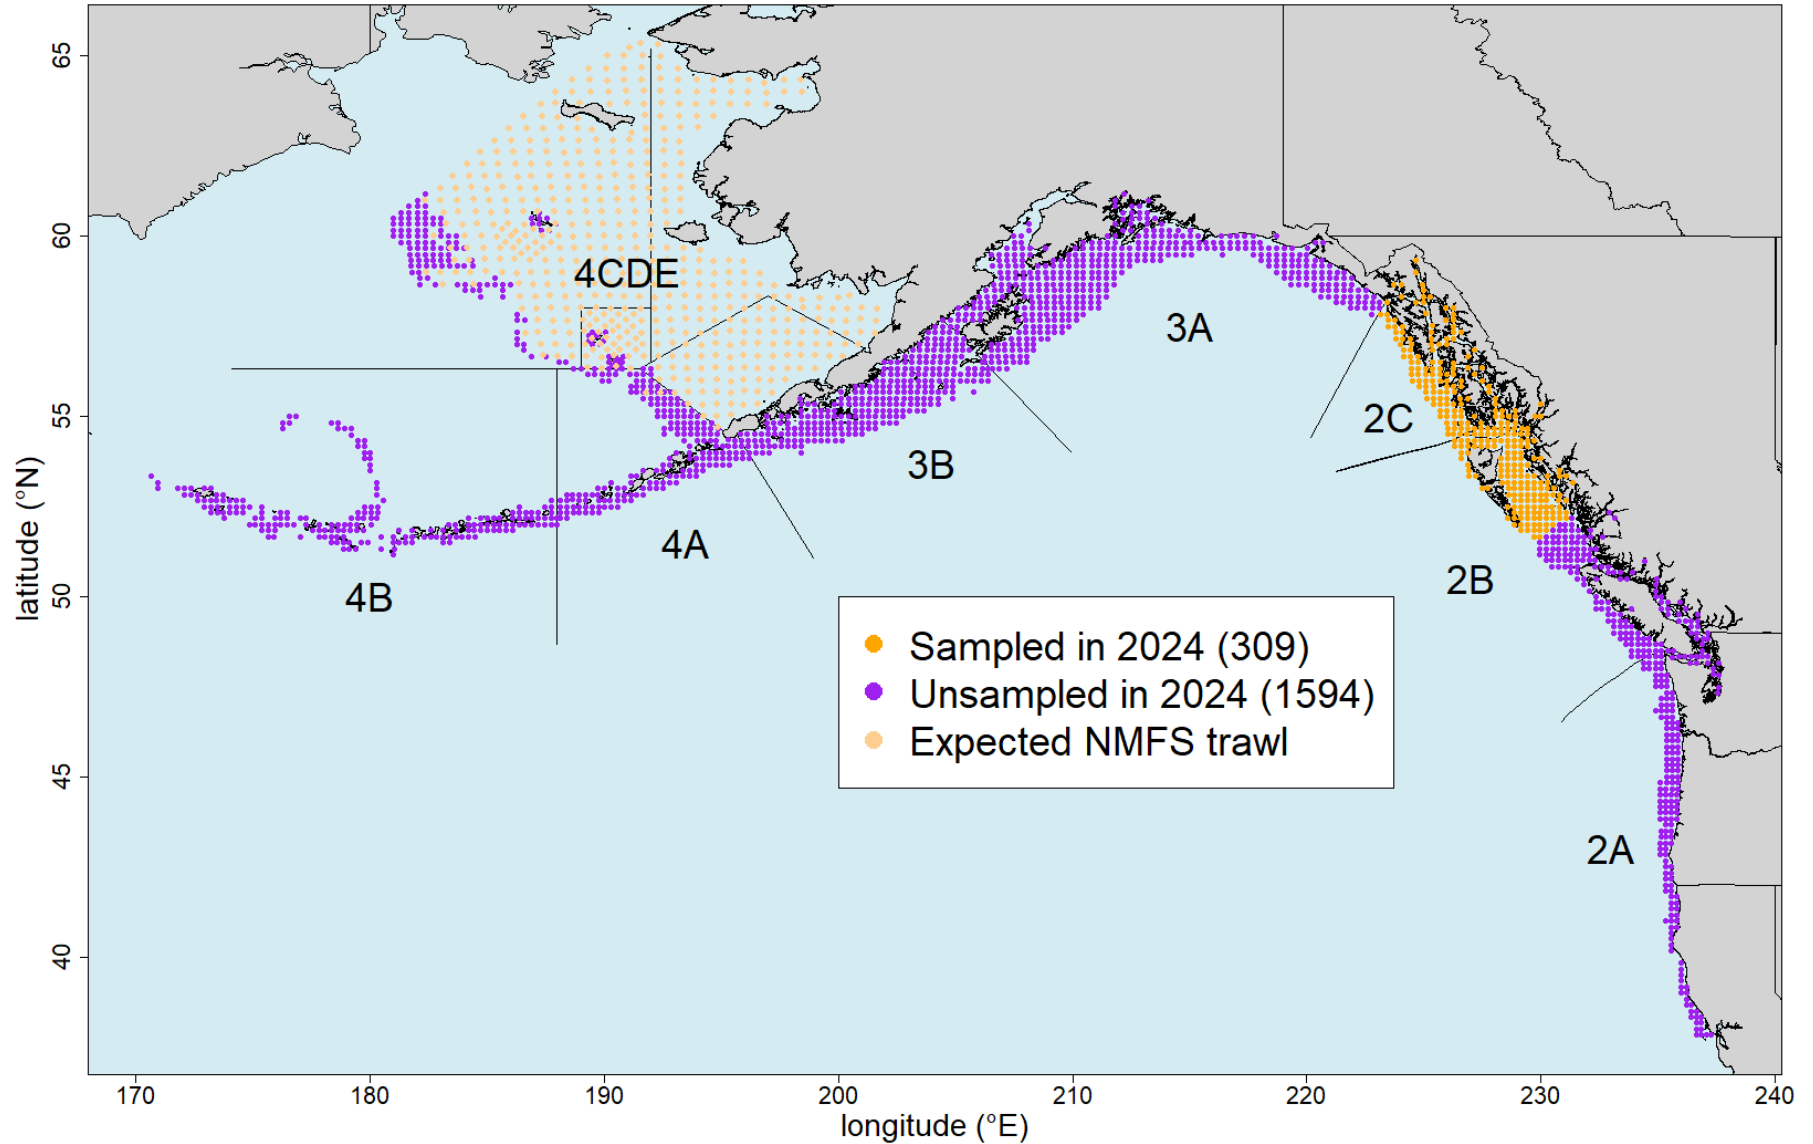 65
60
55
50
45
40
latitude (°N)
4CDE
3A
2C
3B
4A
2B
4B
2A
Sampled in 2024 (309)
Unsampled in 2024 (1594)
Expected NMFS trawl
170
180
190
200
210
220
230
240
longitude (°E)